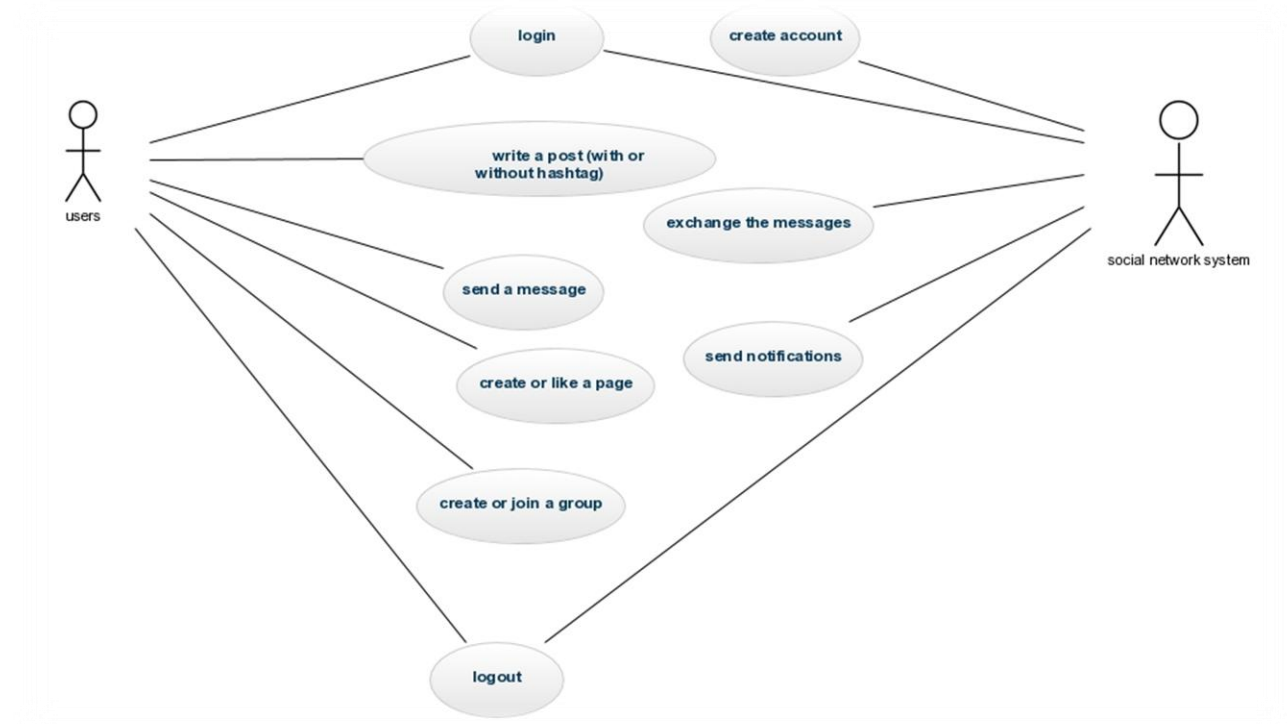 login
create account
write a post (with or
without hashtag)
users
exchange the messages
social network system
send a message
send notifications
create or like a page
create or join a group
logout